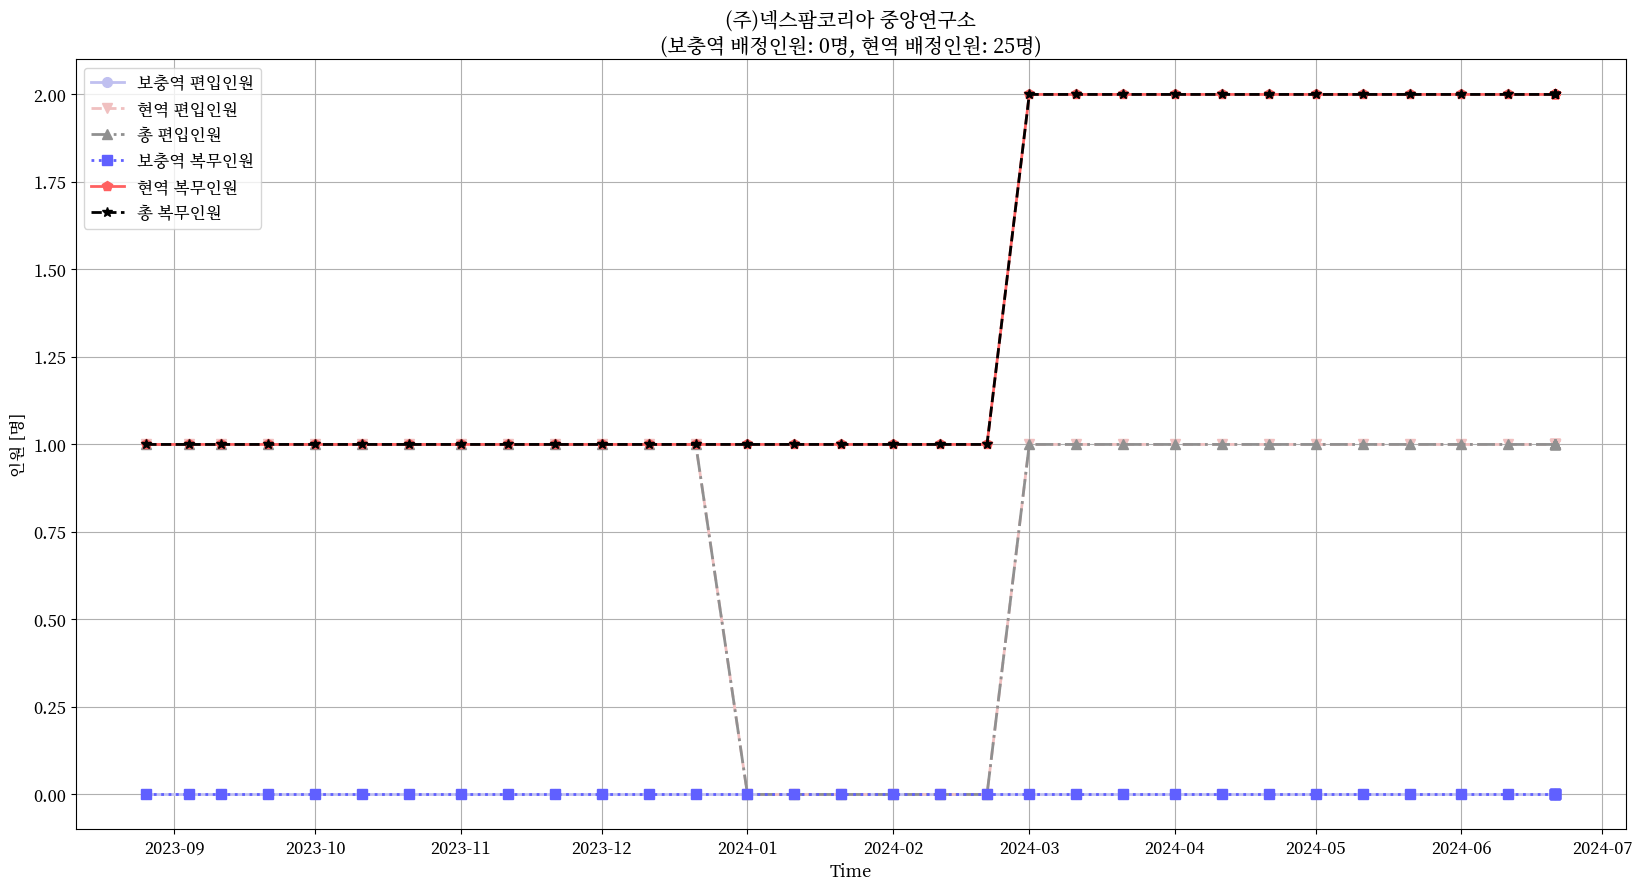 (주)넥스팜코리아 중앙연구소
(보충역 배정인원: 0명, 현역 배정인원: 25명)
보충역 편입인원
현역 편입인원
총 편입인원
보충역 복무인원
현역 복무인원
총 복무인원
2.00
1.75
1.50
1.25
1.00
0.75
0.50
0.25
0.00
인원 [명]
2023-09 2023-10 2023-11 2023-12 2024-01 2024-02 2024-03 2024-04 2024-05 2024-06 2024-07
Time